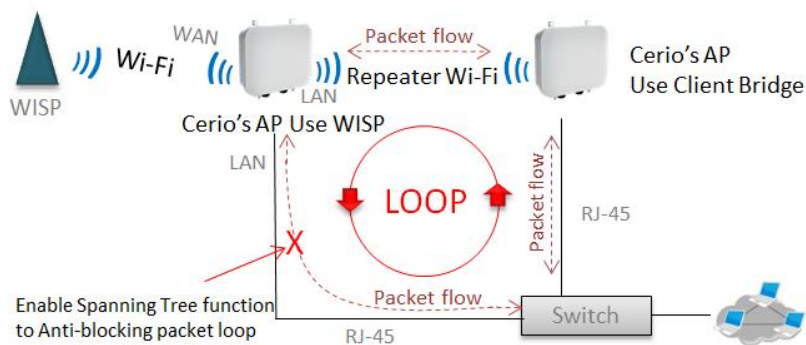 WISP
Wi-Fi
WAN
LAN
Packet flow
Repeater Wi-Fi
Cerio's AP
Use Client Bridge
Cerio's AP Use WISP
LAN
LOOP
Packet flow
RJ-45
X
Enable Spanning Tree function
to Anti-blocking packet loop
Packet flow
RJ-45
Switch